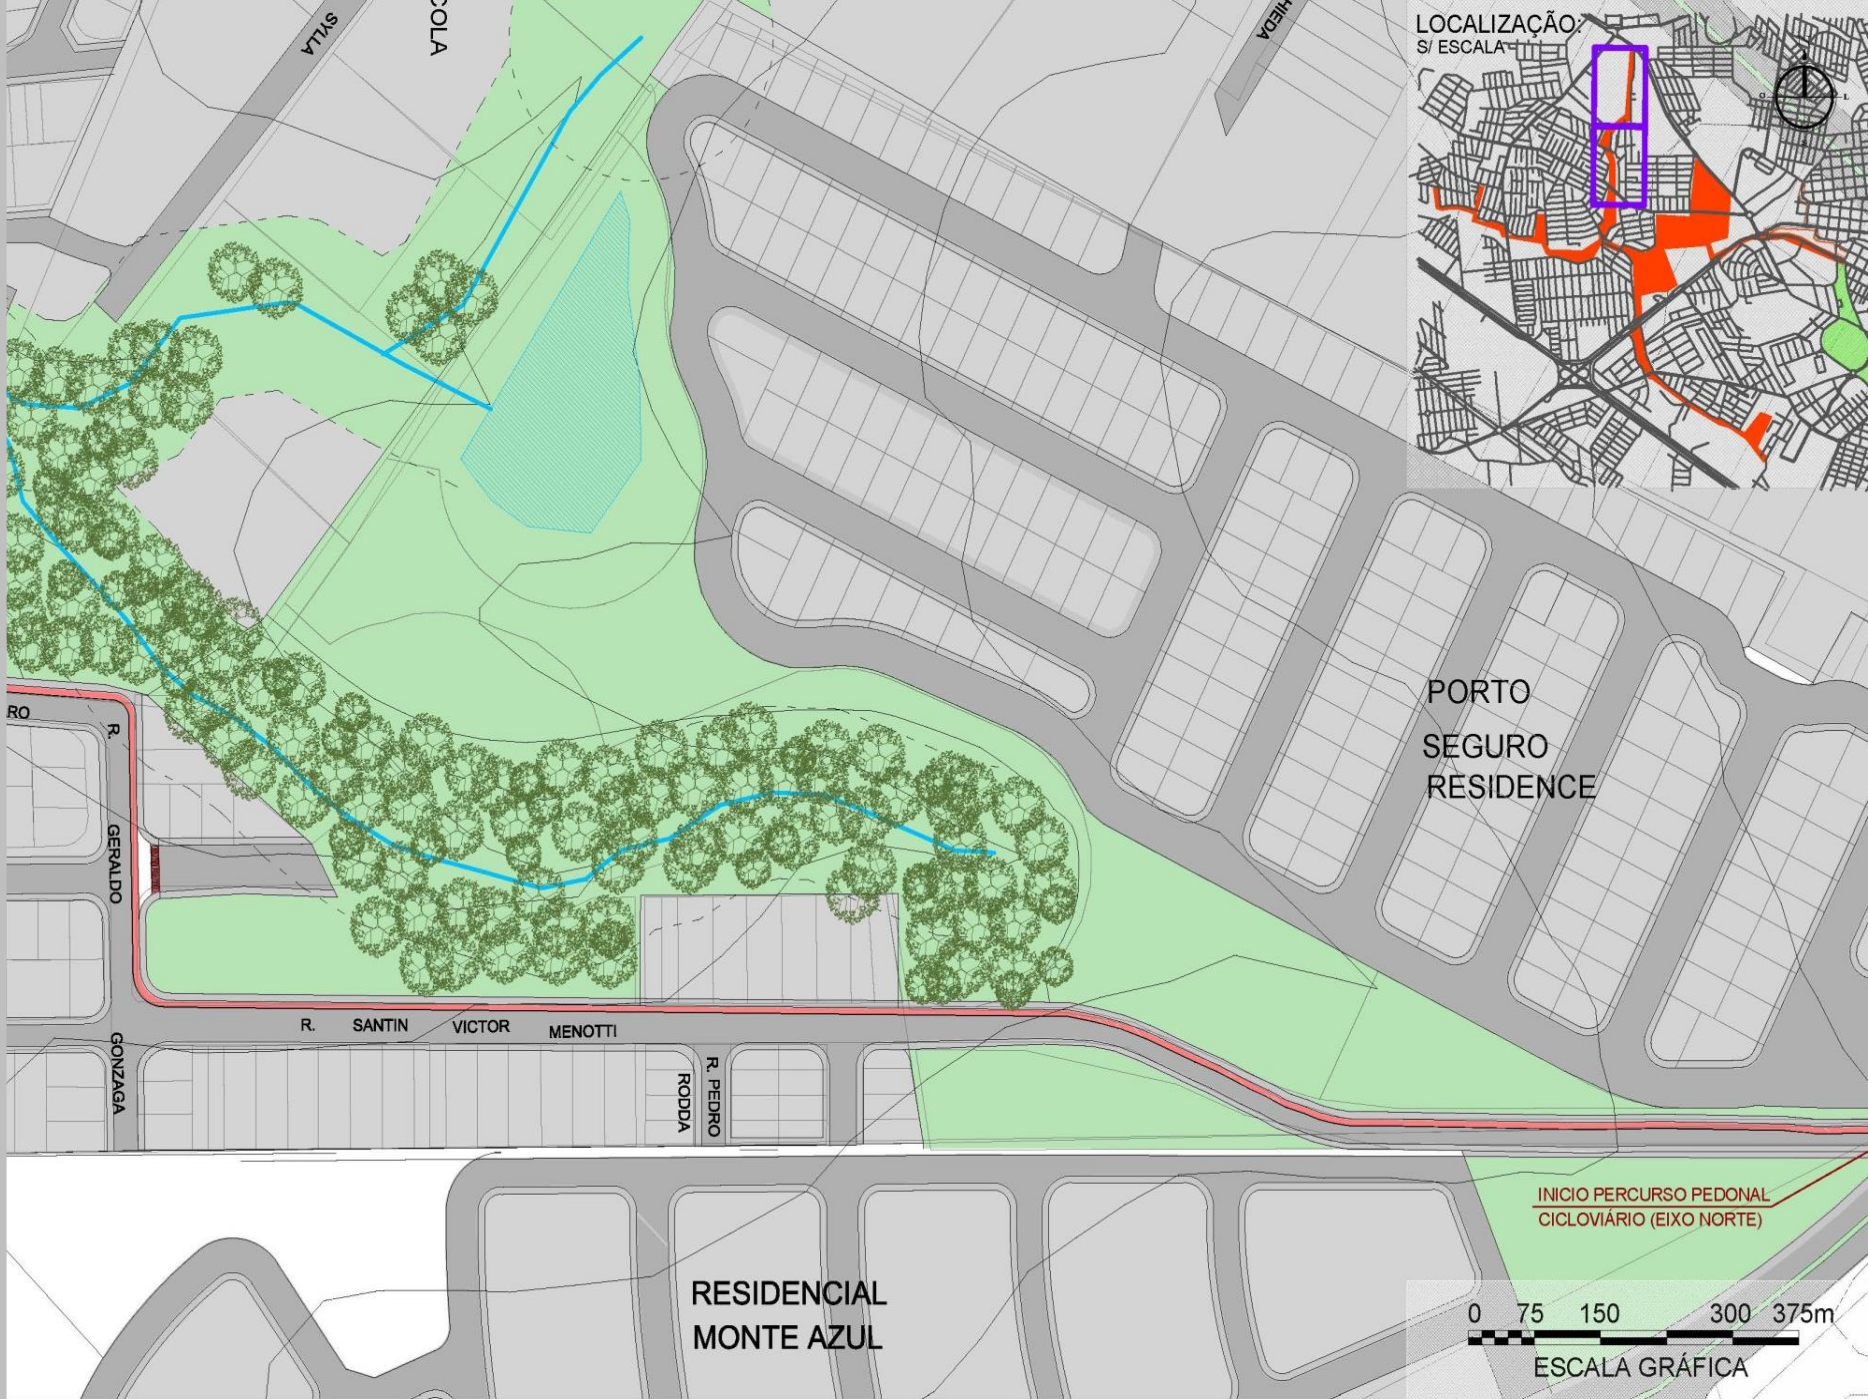 SYLLA
COLA
HIEDA
LOCALIZAÇÃO:
S/ ESCALA
L
PORTO
SEGURO
RESIDENCE
RO
R.
GERALDO
GONZAGA
R. SANTIN VICTOR MENOTTI
R. PEDRO
RODDA
INICIO PERCURSO PEDONAL
CICLOVIÁRIO (EIXO NORTE)
RESIDENCIAL
MONTE AZUL
0 75 150 300 375m
ESCALA GRÁFICA